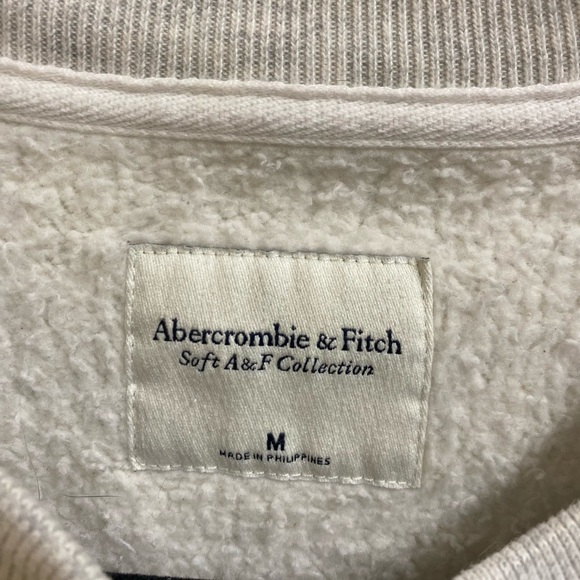 Abercrombie & Fitch
Soft A&F Collection
M
MADE IN PHILIPPINES